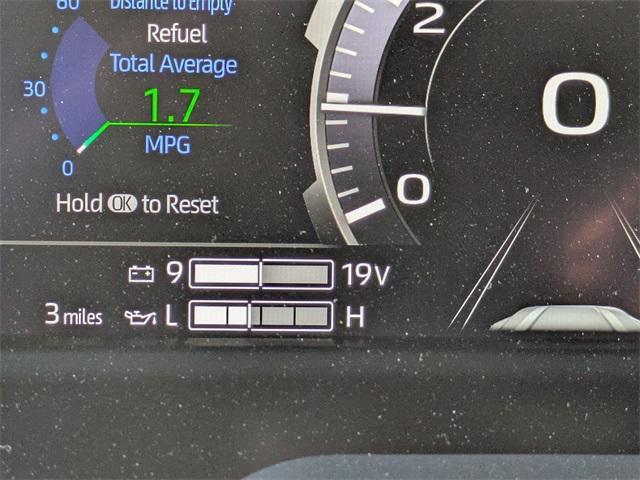 60
Distance to Empty
Refuel
Total Average
30
1.7
MPG
0
Hold OK to Reset
2
0
0
9 19V
3 miles L H